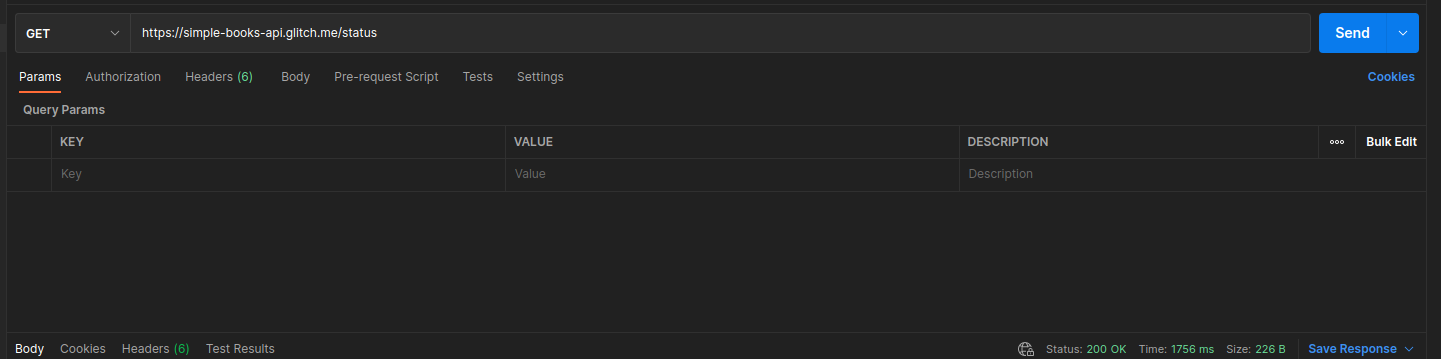 GET https://simple-books-api.glitch.me/status Send
Params Authorization Headers (6) Body Pre-request Script Tests Settings Cookies
Query Params
KEY VALUE DESCRIPTION ooo Bulk Edit
Key Value Description
Body Cookies Headers (6) Test Results Status: 200 OK Time: 1756 ms Size: 226 B Save Response